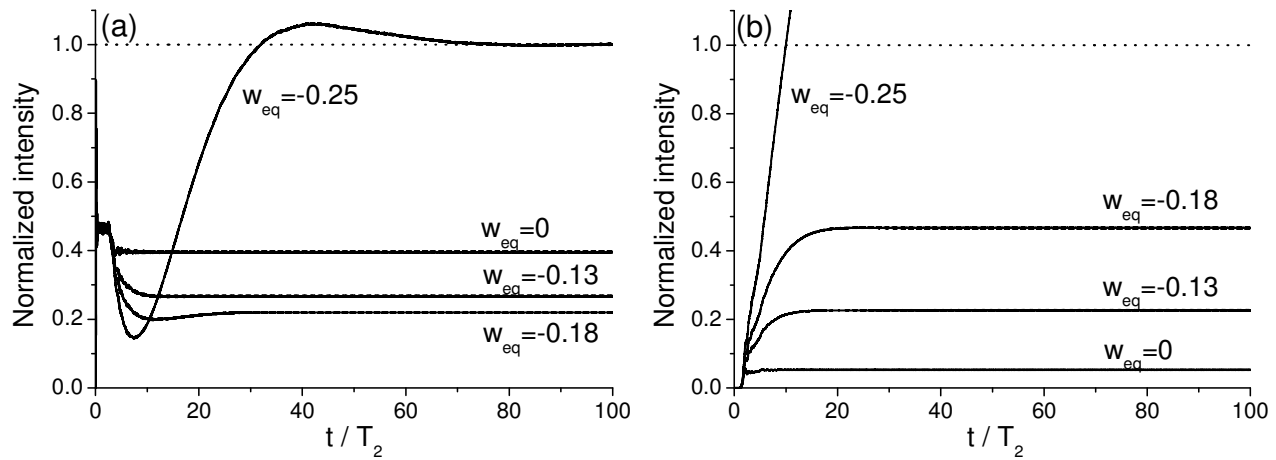 (a)
1.0
0.8
0.6
0.4
0.2
0.0
Normalized intensity
w_eq=-0.25
w_eq=0
w_eq=-0.13
w_eq=-0.18
0 20 40 60 80 100
t / T_2
(b)
1.0
0.8
0.6
0.4
0.2
0.0
Normalized intensity
w_eq=-0.25
w_eq=-0.18
w_eq=-0.13
w_eq=0
0 20 40 60 80 100
t / T_2